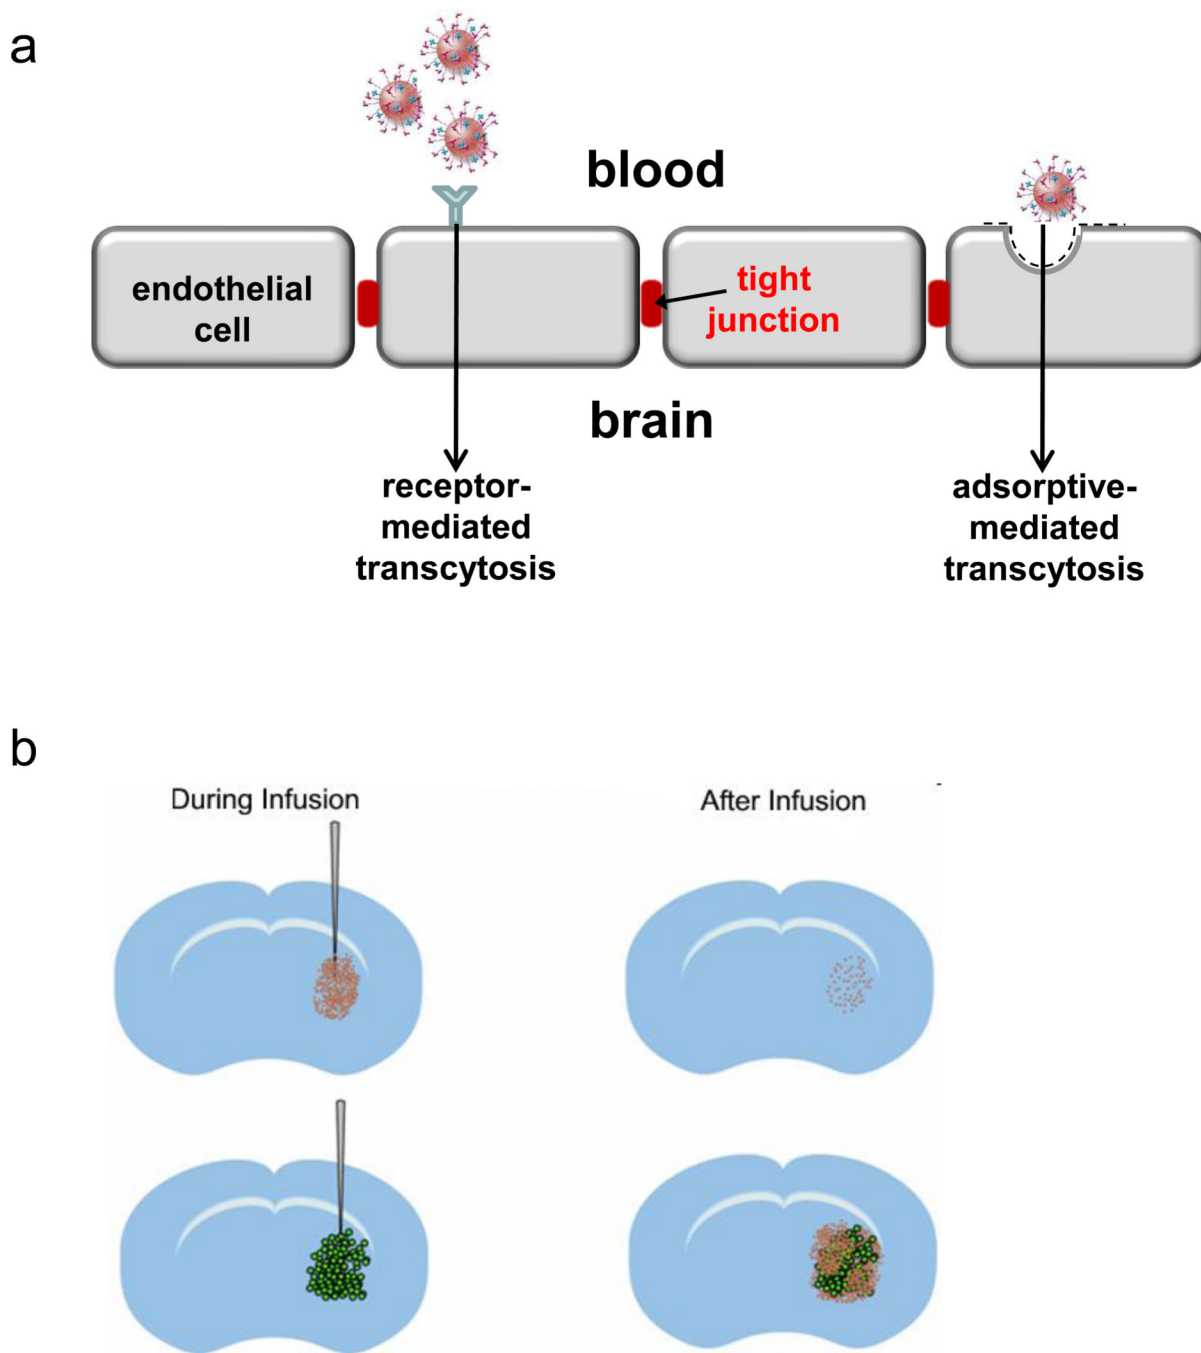 a
blood
endothelial
cell
tight
junction
brain
receptor-
mediated
transcytosis
adsorptive-
mediated
transcytosis
b
During Infusion
After Infusion